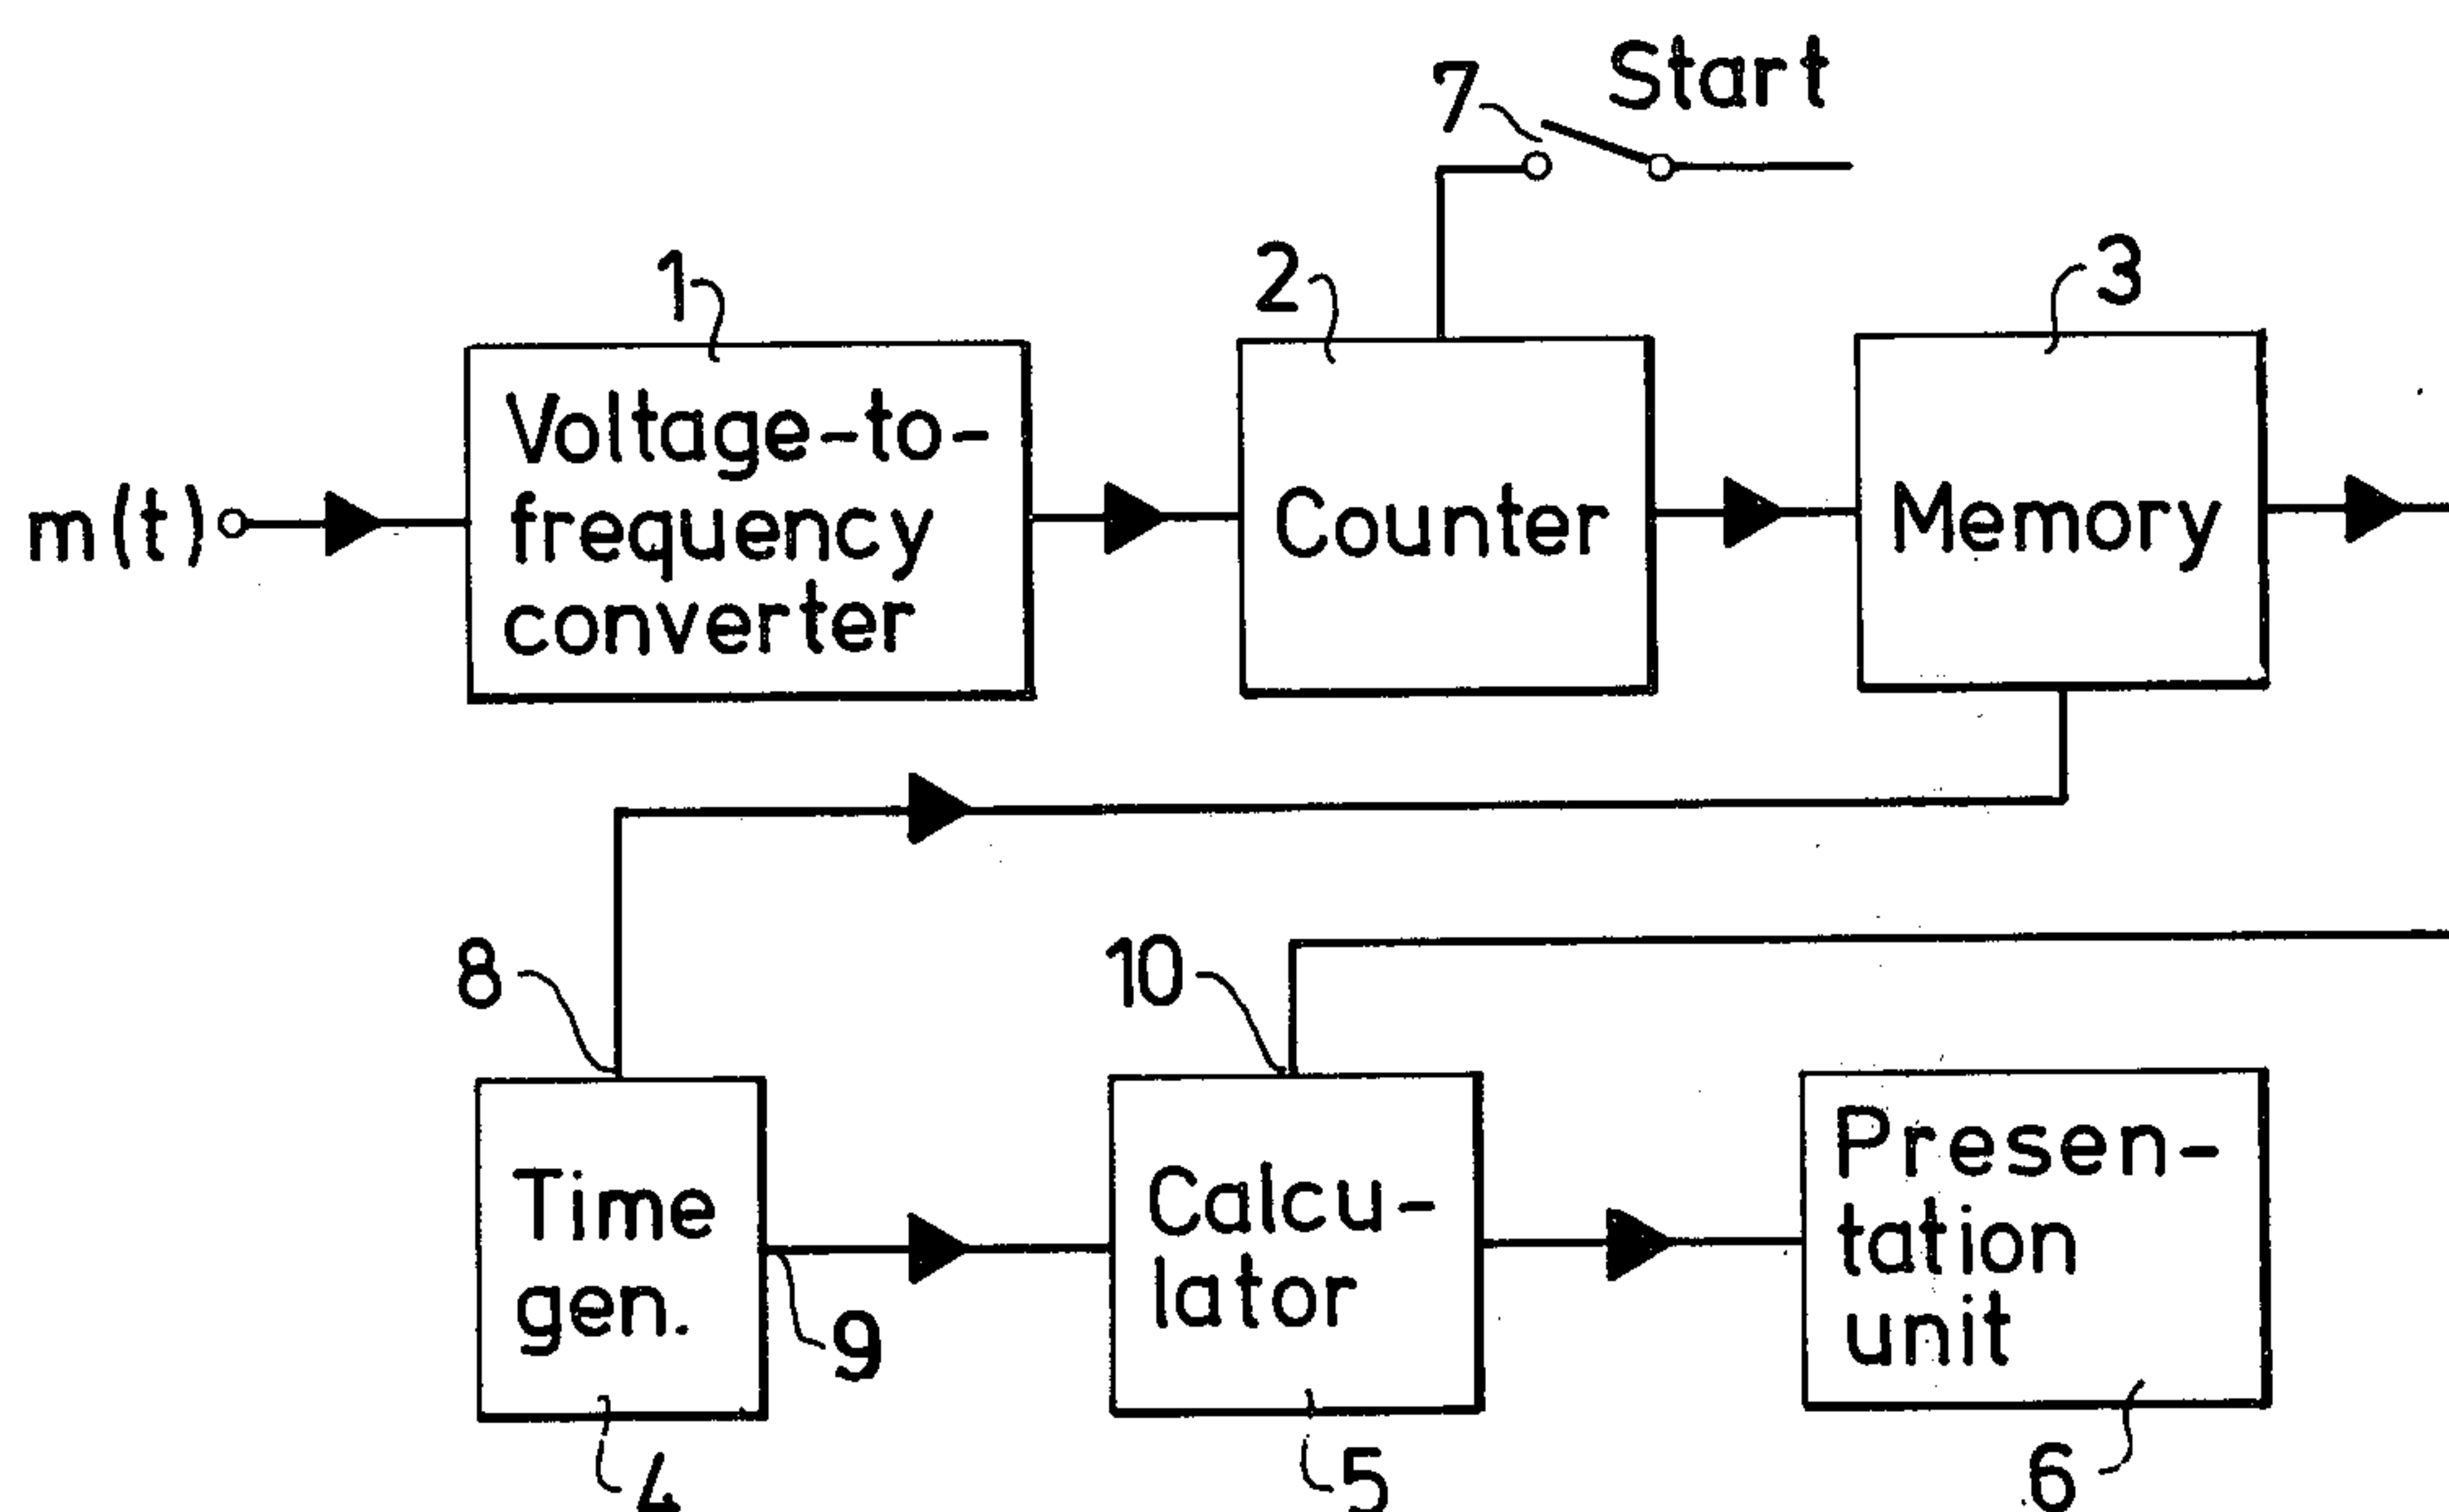 Start
7
1
2
3
Voltage-to-
frequency
converter
m(t)
Counter
Memory
8
10
Time
gen.
9
Calcu-
lator
Presen-
tation
unit
4
5
6